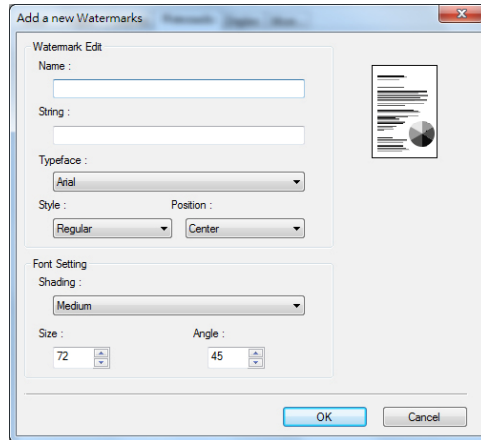 Add a new Watermarks
Watermark Edit
Name :
String :
Typeface :
Arial
Style :
Position :
Regular
Center
Font Setting
Shading :
Medium
Size :
Angle :
72
45
OK
Cancel